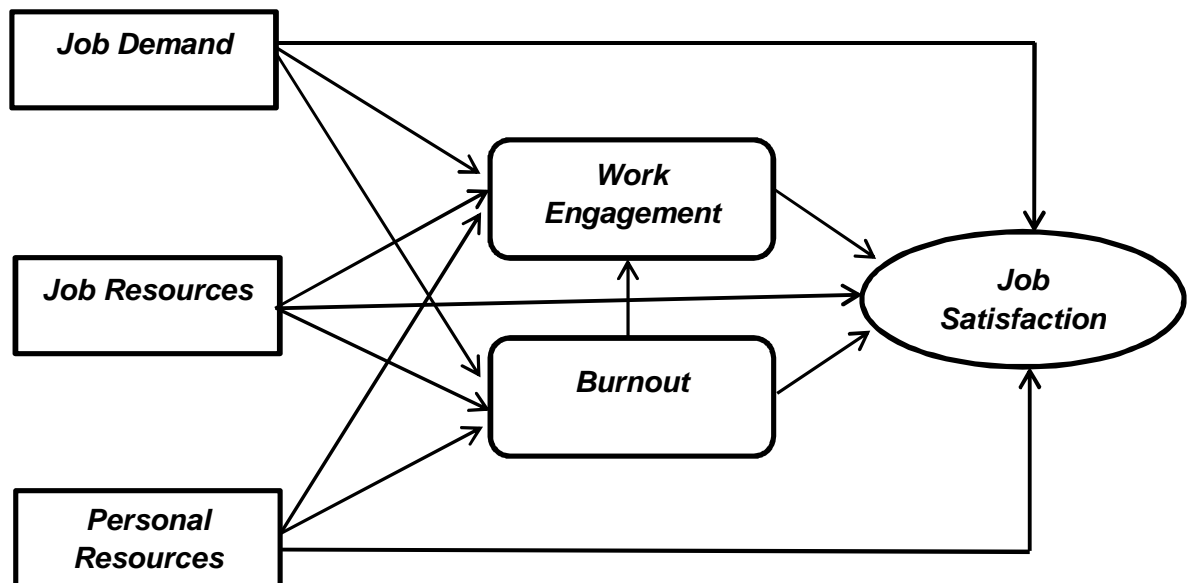 Job Demand
Work
Engagement
Job Resources
Job
Satisfaction
Burnout
Personal
Resources